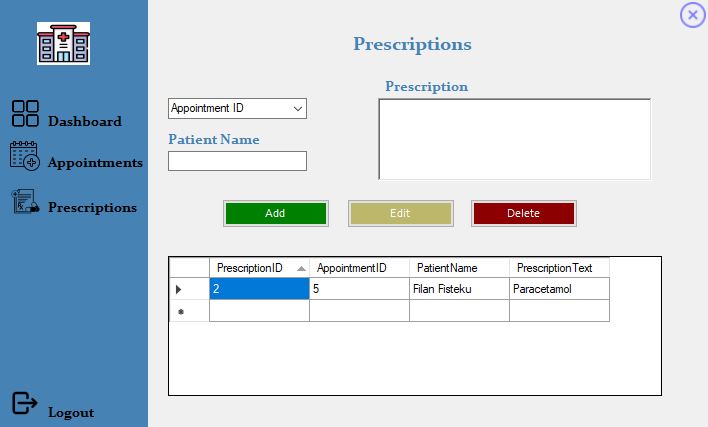 Prescriptions
Dashboard
Appointments
Prescriptions
Logout
Appointment ID
Patient Name
Prescription
Add
Edit
Delete
PrescriptionID AppointmentID PatientName PrescriptionText
2 5 Filan Fisteku Paracetamol